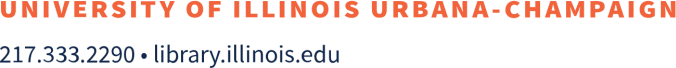 UNIVERSITY OF ILLINOIS URBANA-CHAMPAIGN
217.333.2290 • library.illinois.edu